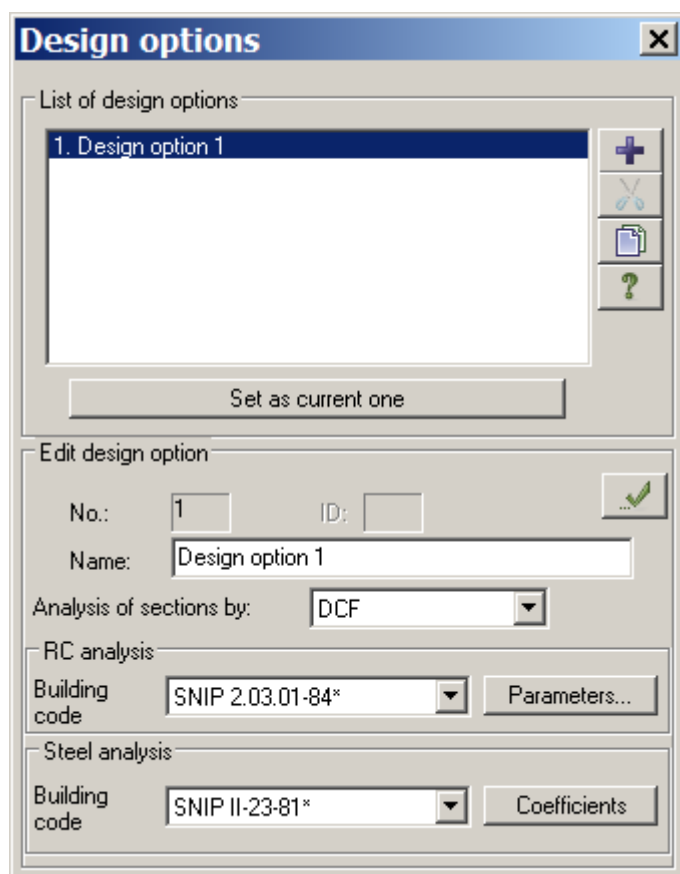 Design options
List of design options
1. Design option 1
Set as current one
Edit design option
No.: 1 ID:
Name: Design option 1
Analysis of sections by: DCF
RC analysis
Building code SNIP 2.03.01-84* Parameters...
Steel analysis
Building code SNIP II-23-81* Coefficients